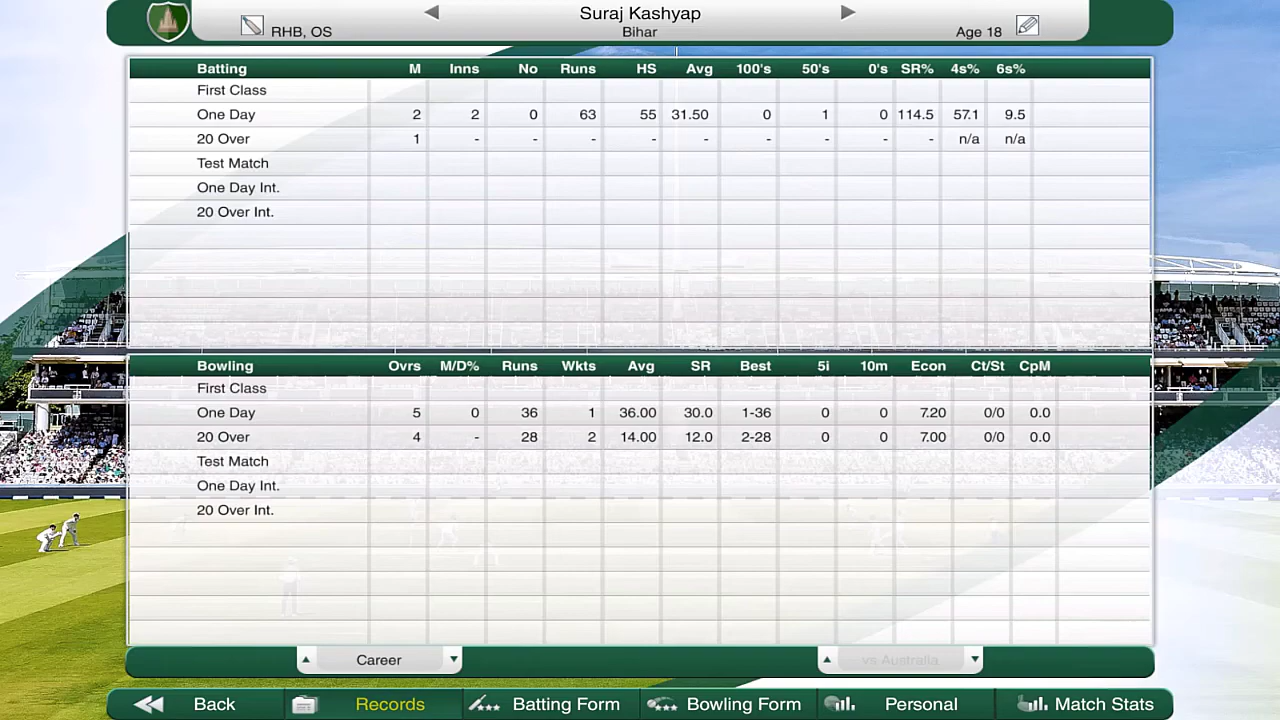 Suraj Kashyap
RHB, OS Bihar Age 18
Batting M Inns No Runs HS Avg 100's 50's 0's SR% 4s% 6s%
First Class
One Day 2 2 0 63 55 31.50 0 1 0 114.5 57.1 9.5
20 Over 1 - - - - - - - - - n/a n/a
Test Match
One Day Int.
20 Over Int.
Bowling Ovrs M/D% Runs Wkts Avg SR Best 5i 10m Econ Ct/St CpM
First Class
One Day 5 0 36 1 36.00 30.0 1-36 0 0 7.20 0/0 0.0
20 Over 4 - 28 2 14.00 12.0 2-28 0 0 7.00 0/0 0.0
Test Match
One Day Int.
20 Over Int.
Career vs Australia
Back Records Batting Form Bowling Form Personal Match Stats